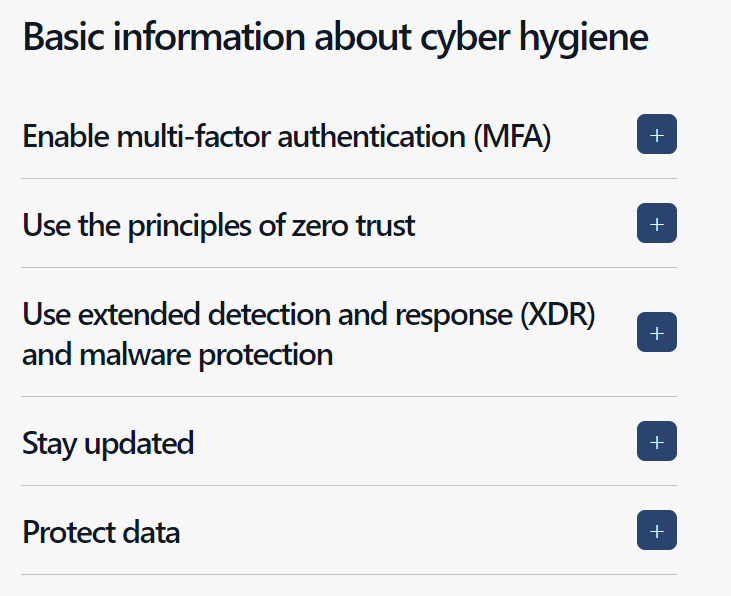 Basic information about cyber hygiene
Enable multi-factor authentication (MFA)
Use the principles of zero trust
Use extended detection and response (XDR)
and malware protection
Stay updated
Protect data